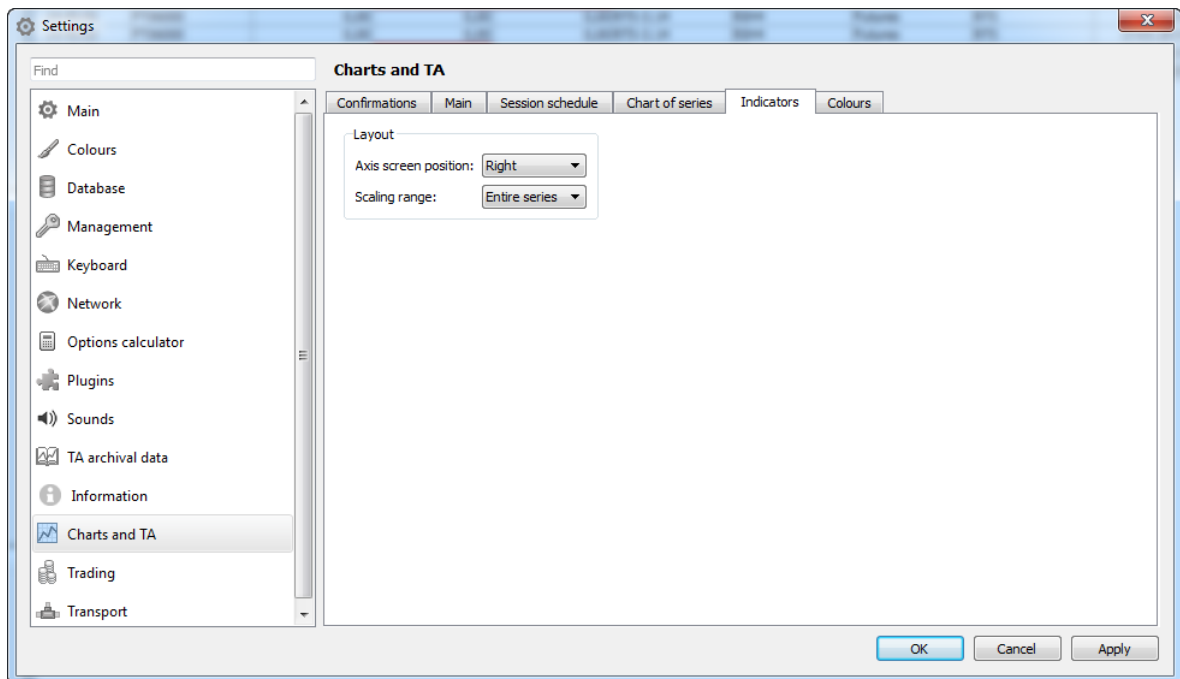 Settings
Find
Charts and TA
Main
Colours
Database
Management
Keyboard
Network
Options calculator
Plugins
Sounds
TA archival data
Information
Charts and TA
Trading
Transport
Confirmations Main Session schedule Chart of series Indicators Colours
Layout
Axis screen position: Right
Scaling range: Entire series
OK Cancel Apply